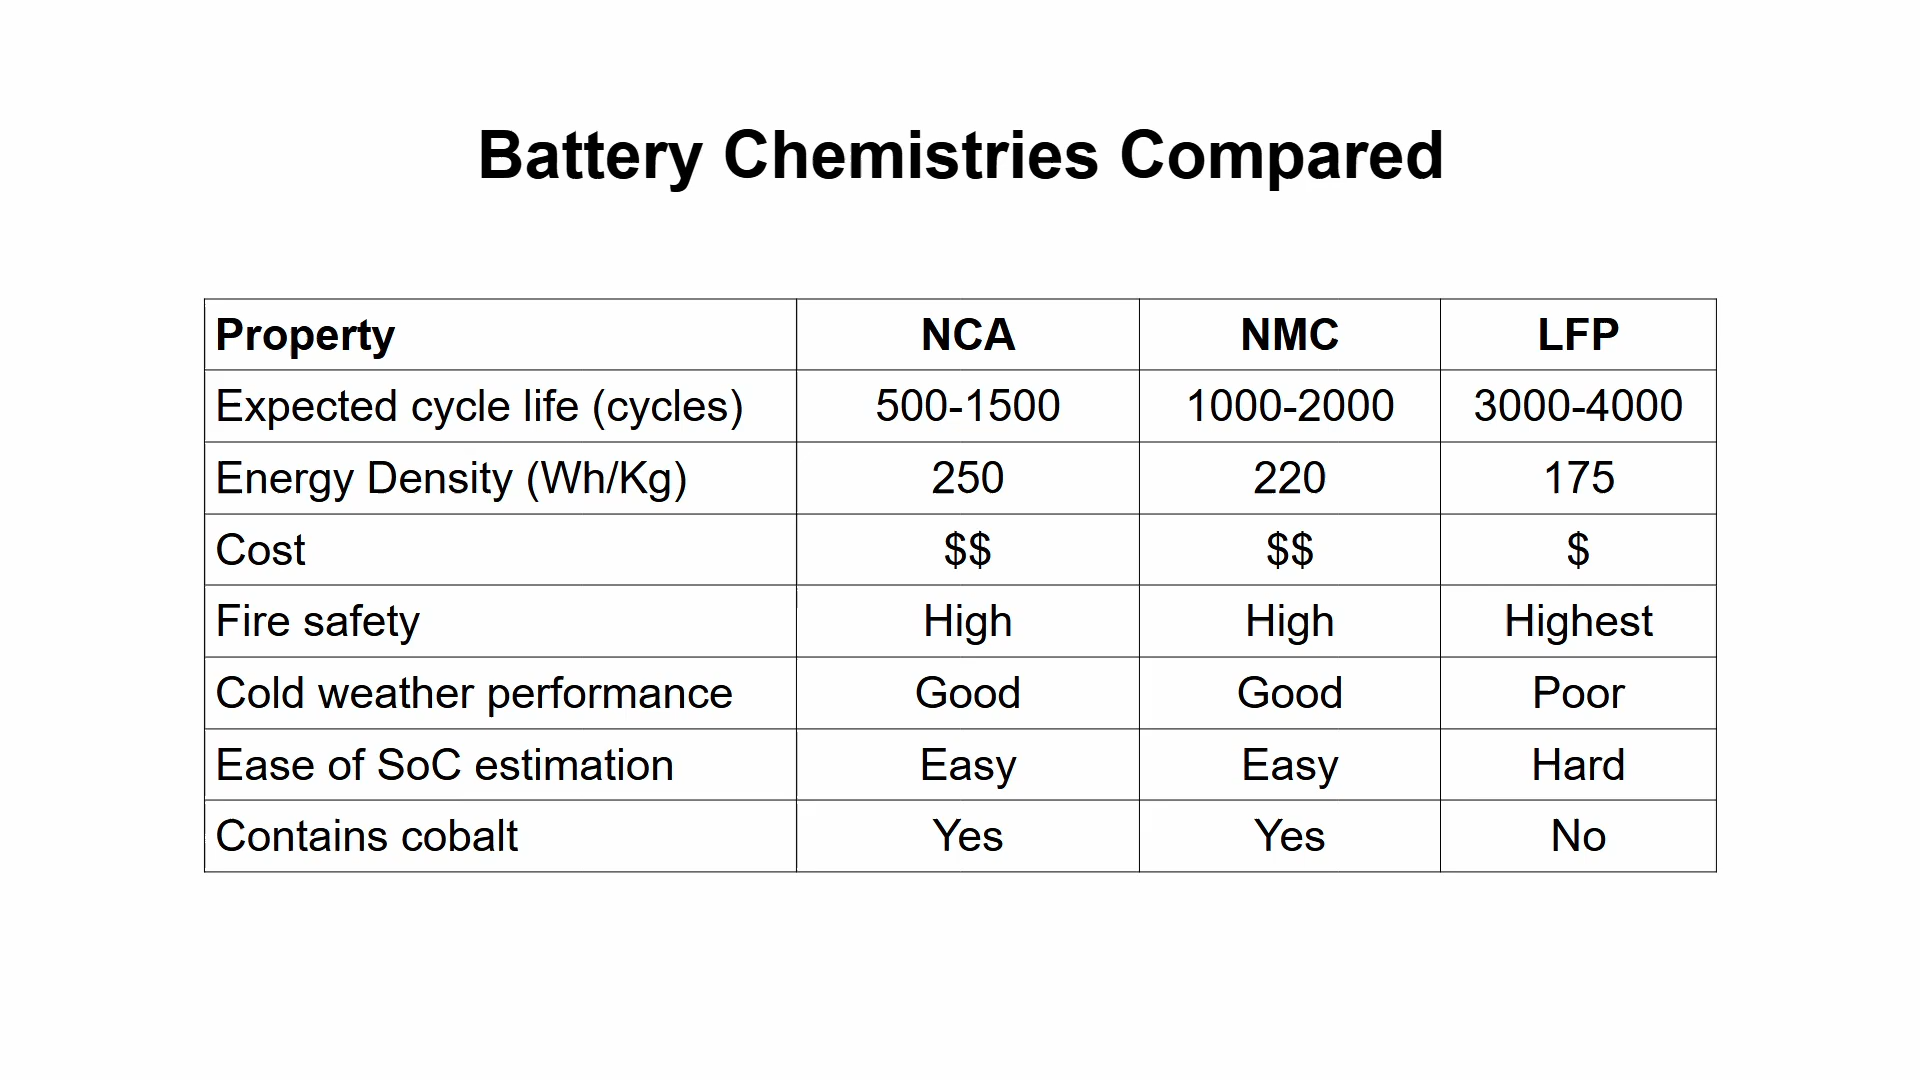 Battery Chemistries Compared
Property NCA NMC LFP
Expected cycle life (cycles) 500-1500 1000-2000 3000-4000
Energy Density (Wh/Kg) 250 220 175
Cost $$ $$ $
Fire safety High High Highest
Cold weather performance Good Good Poor
Ease of SoC estimation Easy Easy Hard
Contains cobalt Yes Yes No